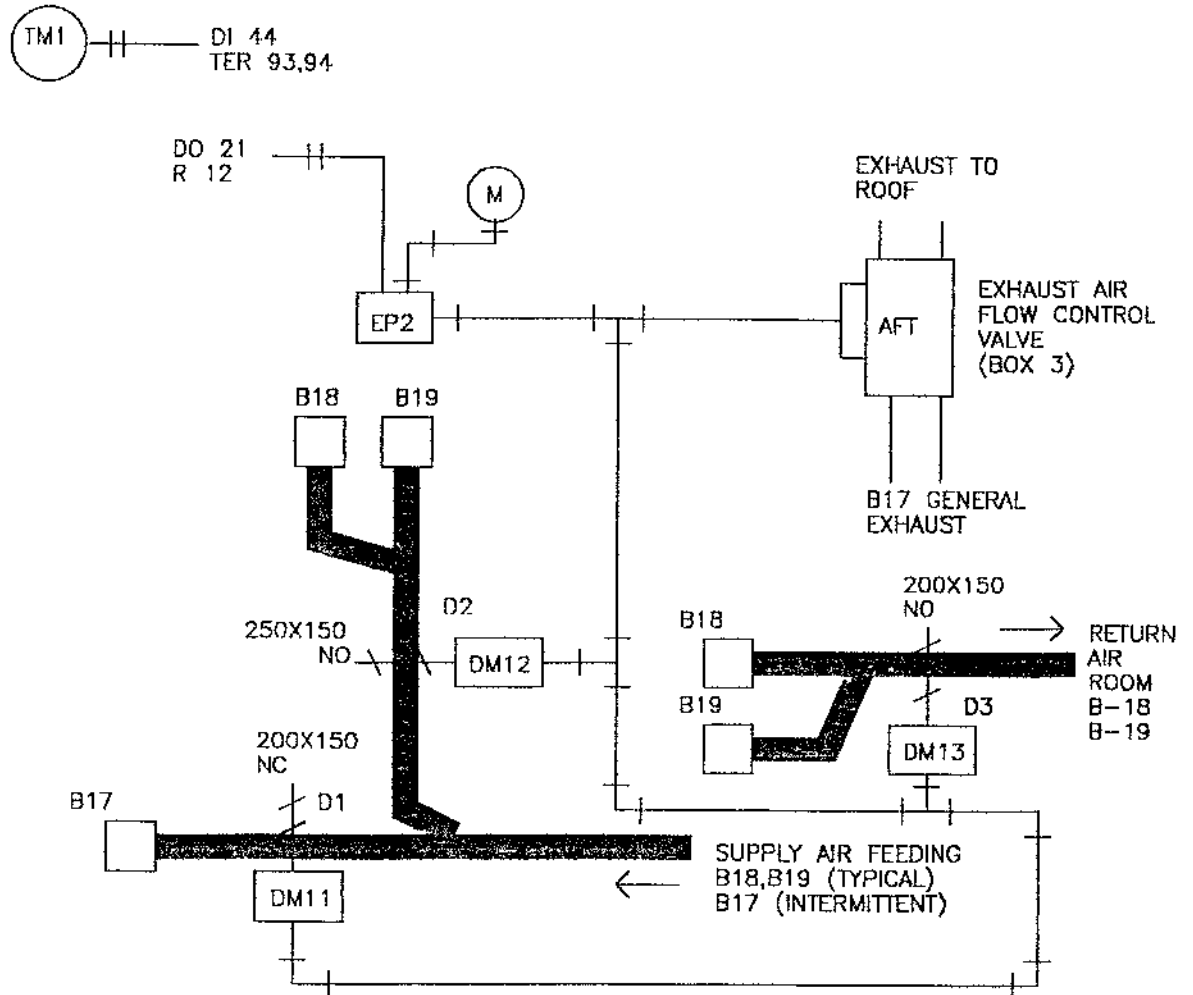 TM1
DI 44
TER 93,94
DO 21
R 12
M
EP2
EXHAUST TO
ROOF
AFT
EXHAUST AIR
FLOW CONTROL
VALVE
(BOX 3)
B17 GENERAL
EXHAUST
B18
B19
D2
250X150
NO
DM12
200X150
NO
B18
B19
D3
DM13
RETURN
AIR
ROOM
B-18
B-19
200X150
NC
B17
D1
DM11
SUPPLY AIR FEEDING
B18,B19 (TYPICAL)
B17 (INTERMITTENT)